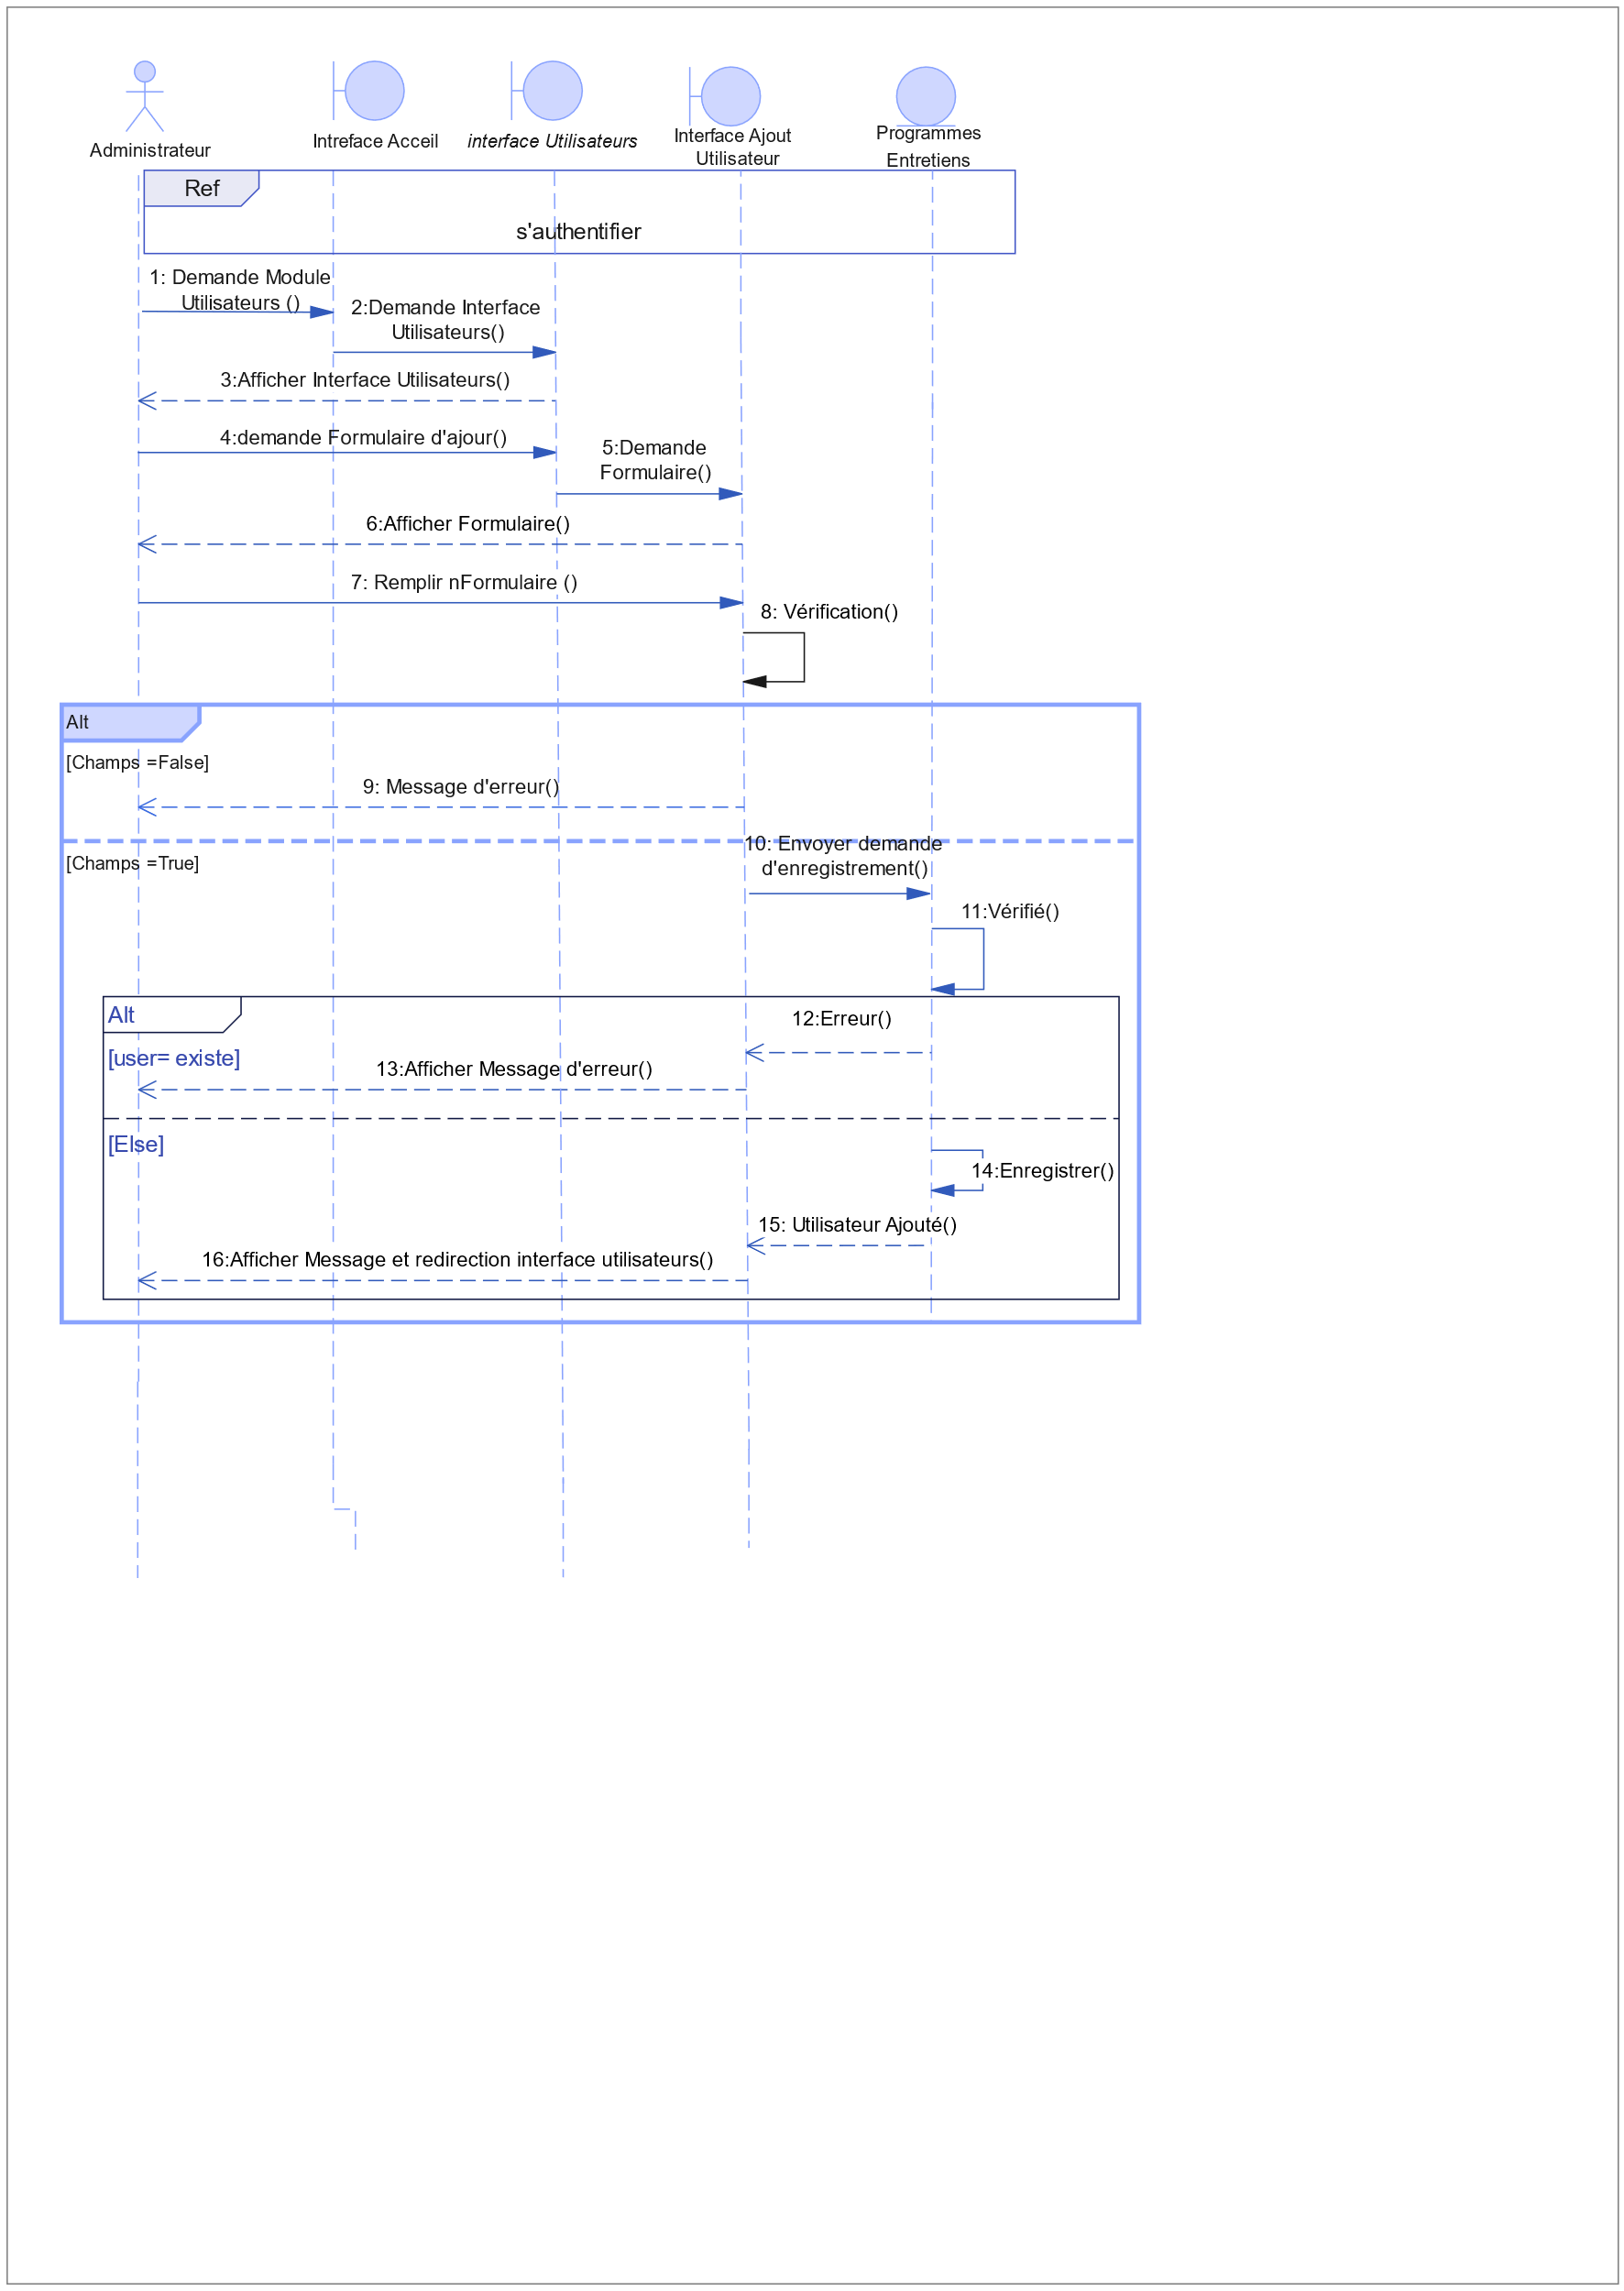 Administrateur
Intreface Acceil
interface Utilisateurs
Interface Ajout
Utilisateur
Programmes
Entretiens
Ref
s'authentifier
1: Demande Module
Utilisateurs ()
2:Demande Interface
Utilisateurs()
3:Afficher Interface Utilisateurs()
4:demande Formulaire d'ajour()
5:Demande
Formulaire()
6:Afficher Formulaire()
7: Remplir nFormulaire ()
8: Vérification()
Alt
[Champs =False]
9: Message d'erreur()
[Champs =True]
10: Envoyer demande
d'enregistrement()
11:Vérifié()
Alt
12:Erreur()
[user= existe]
13:Afficher Message d'erreur()
[Else]
14:Enregistrer()
15: Utilisateur Ajouté()
16:Afficher Message et redirection interface utilisateurs()